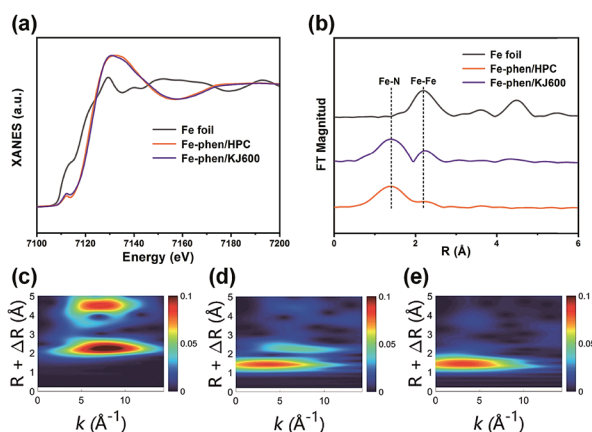 (a)
XANES (a.u.)
Fe foil
Fe-phen/HPC
Fe-phen/KJ600
7100 7120 7140 7160 7180 7200
Energy (eV)
(b)
FT Magnitud
Fe foil
Fe-phen/HPC
Fe-phen/KJ600
Fe-N Fe-Fe
0 2 4 6
R (Å)
(c)
R + ΔR (Å)
5
4
3
2
1
0
0 5 10
k (Å⁻¹)
0.1
0.05
0
(d)
R + ΔR (Å)
5
4
3
2
1
0
0 5 10
k (Å⁻¹)
0.1
0.05
0
(e)
R + ΔR (Å)
5
4
3
2
1
0
0 5 10
k (Å⁻¹)
0.1
0.05
0